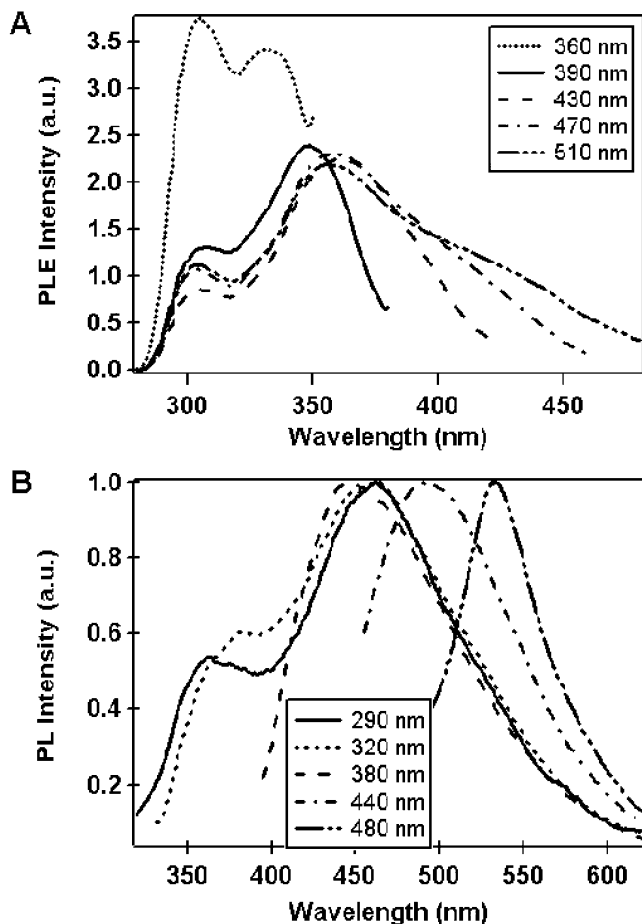 A
PLE Intensity (a.u.)
3.5
3.0
2.5
2.0
1.5
1.0
0.5
0.0
360 nm
390 nm
430 nm
470 nm
510 nm
300
350
400
450
Wavelength (nm)
B
PL Intensity (a.u.)
1.0
0.8
0.6
0.4
0.2
290 nm
320 nm
380 nm
440 nm
480 nm
350
400
450
500
550
600
Wavelength (nm)